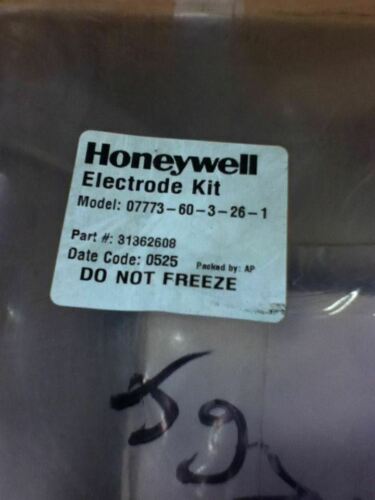 Honeywell
Electrode Kit
Model: 07773-60-3-26-1
Part #: 31362608
Date Code: 0525 Packed by: AP
DO NOT FREEZE